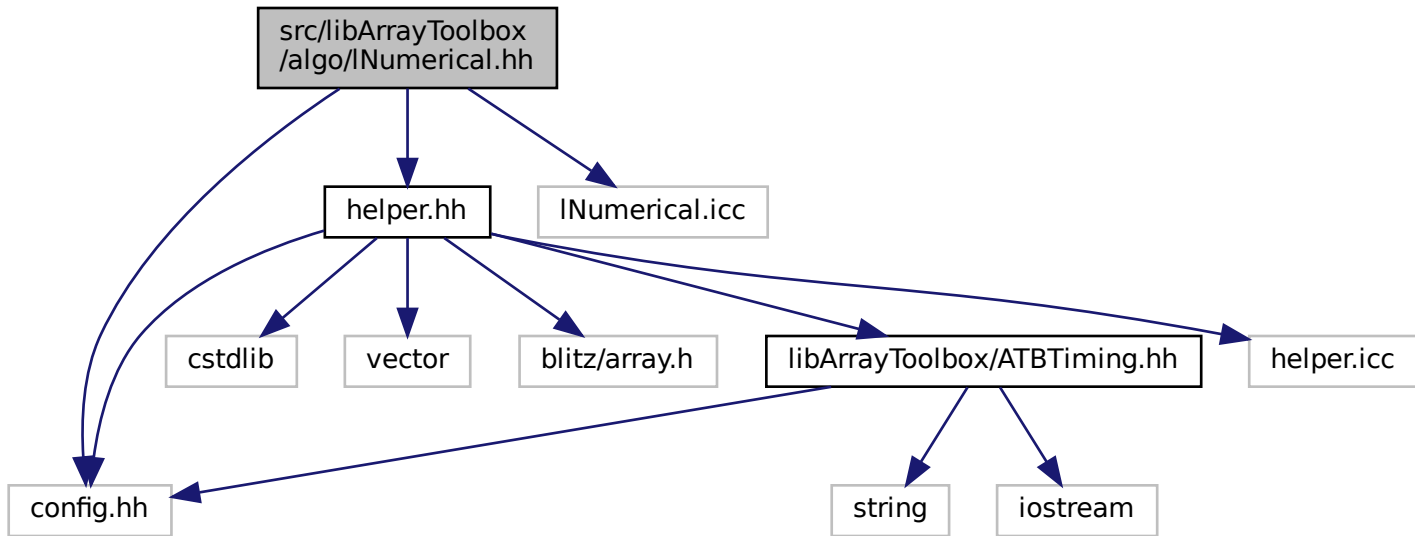 src/libArrayToolbox
/algo/lNumerical.hh
helper.hh
lNumerical.icc
cstdlib
vector
blitz/array.h
libArrayToolbox/ATBTiming.hh
helper.icc
config.hh
string
iostream